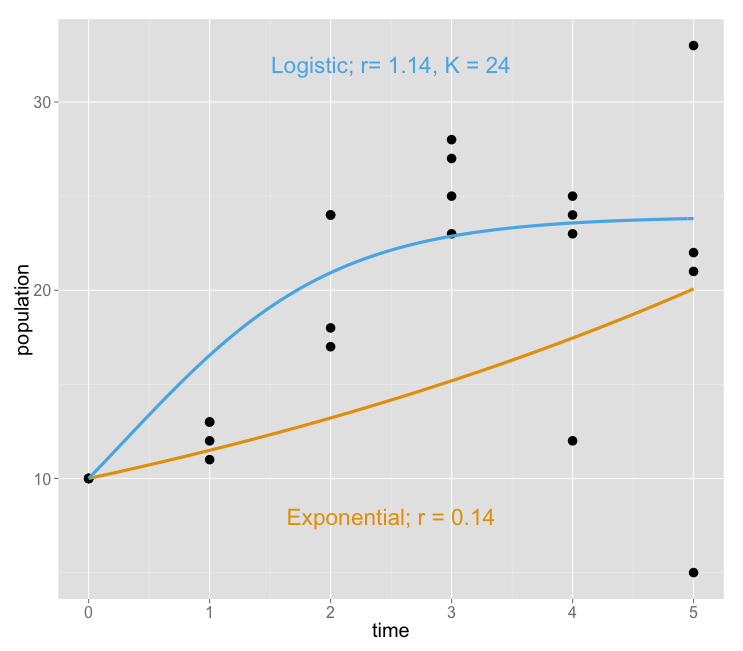 Logistic; r= 1.14, K = 24
30
20
10
population
Exponential; r = 0.14
0 1 2 3 4 5
time